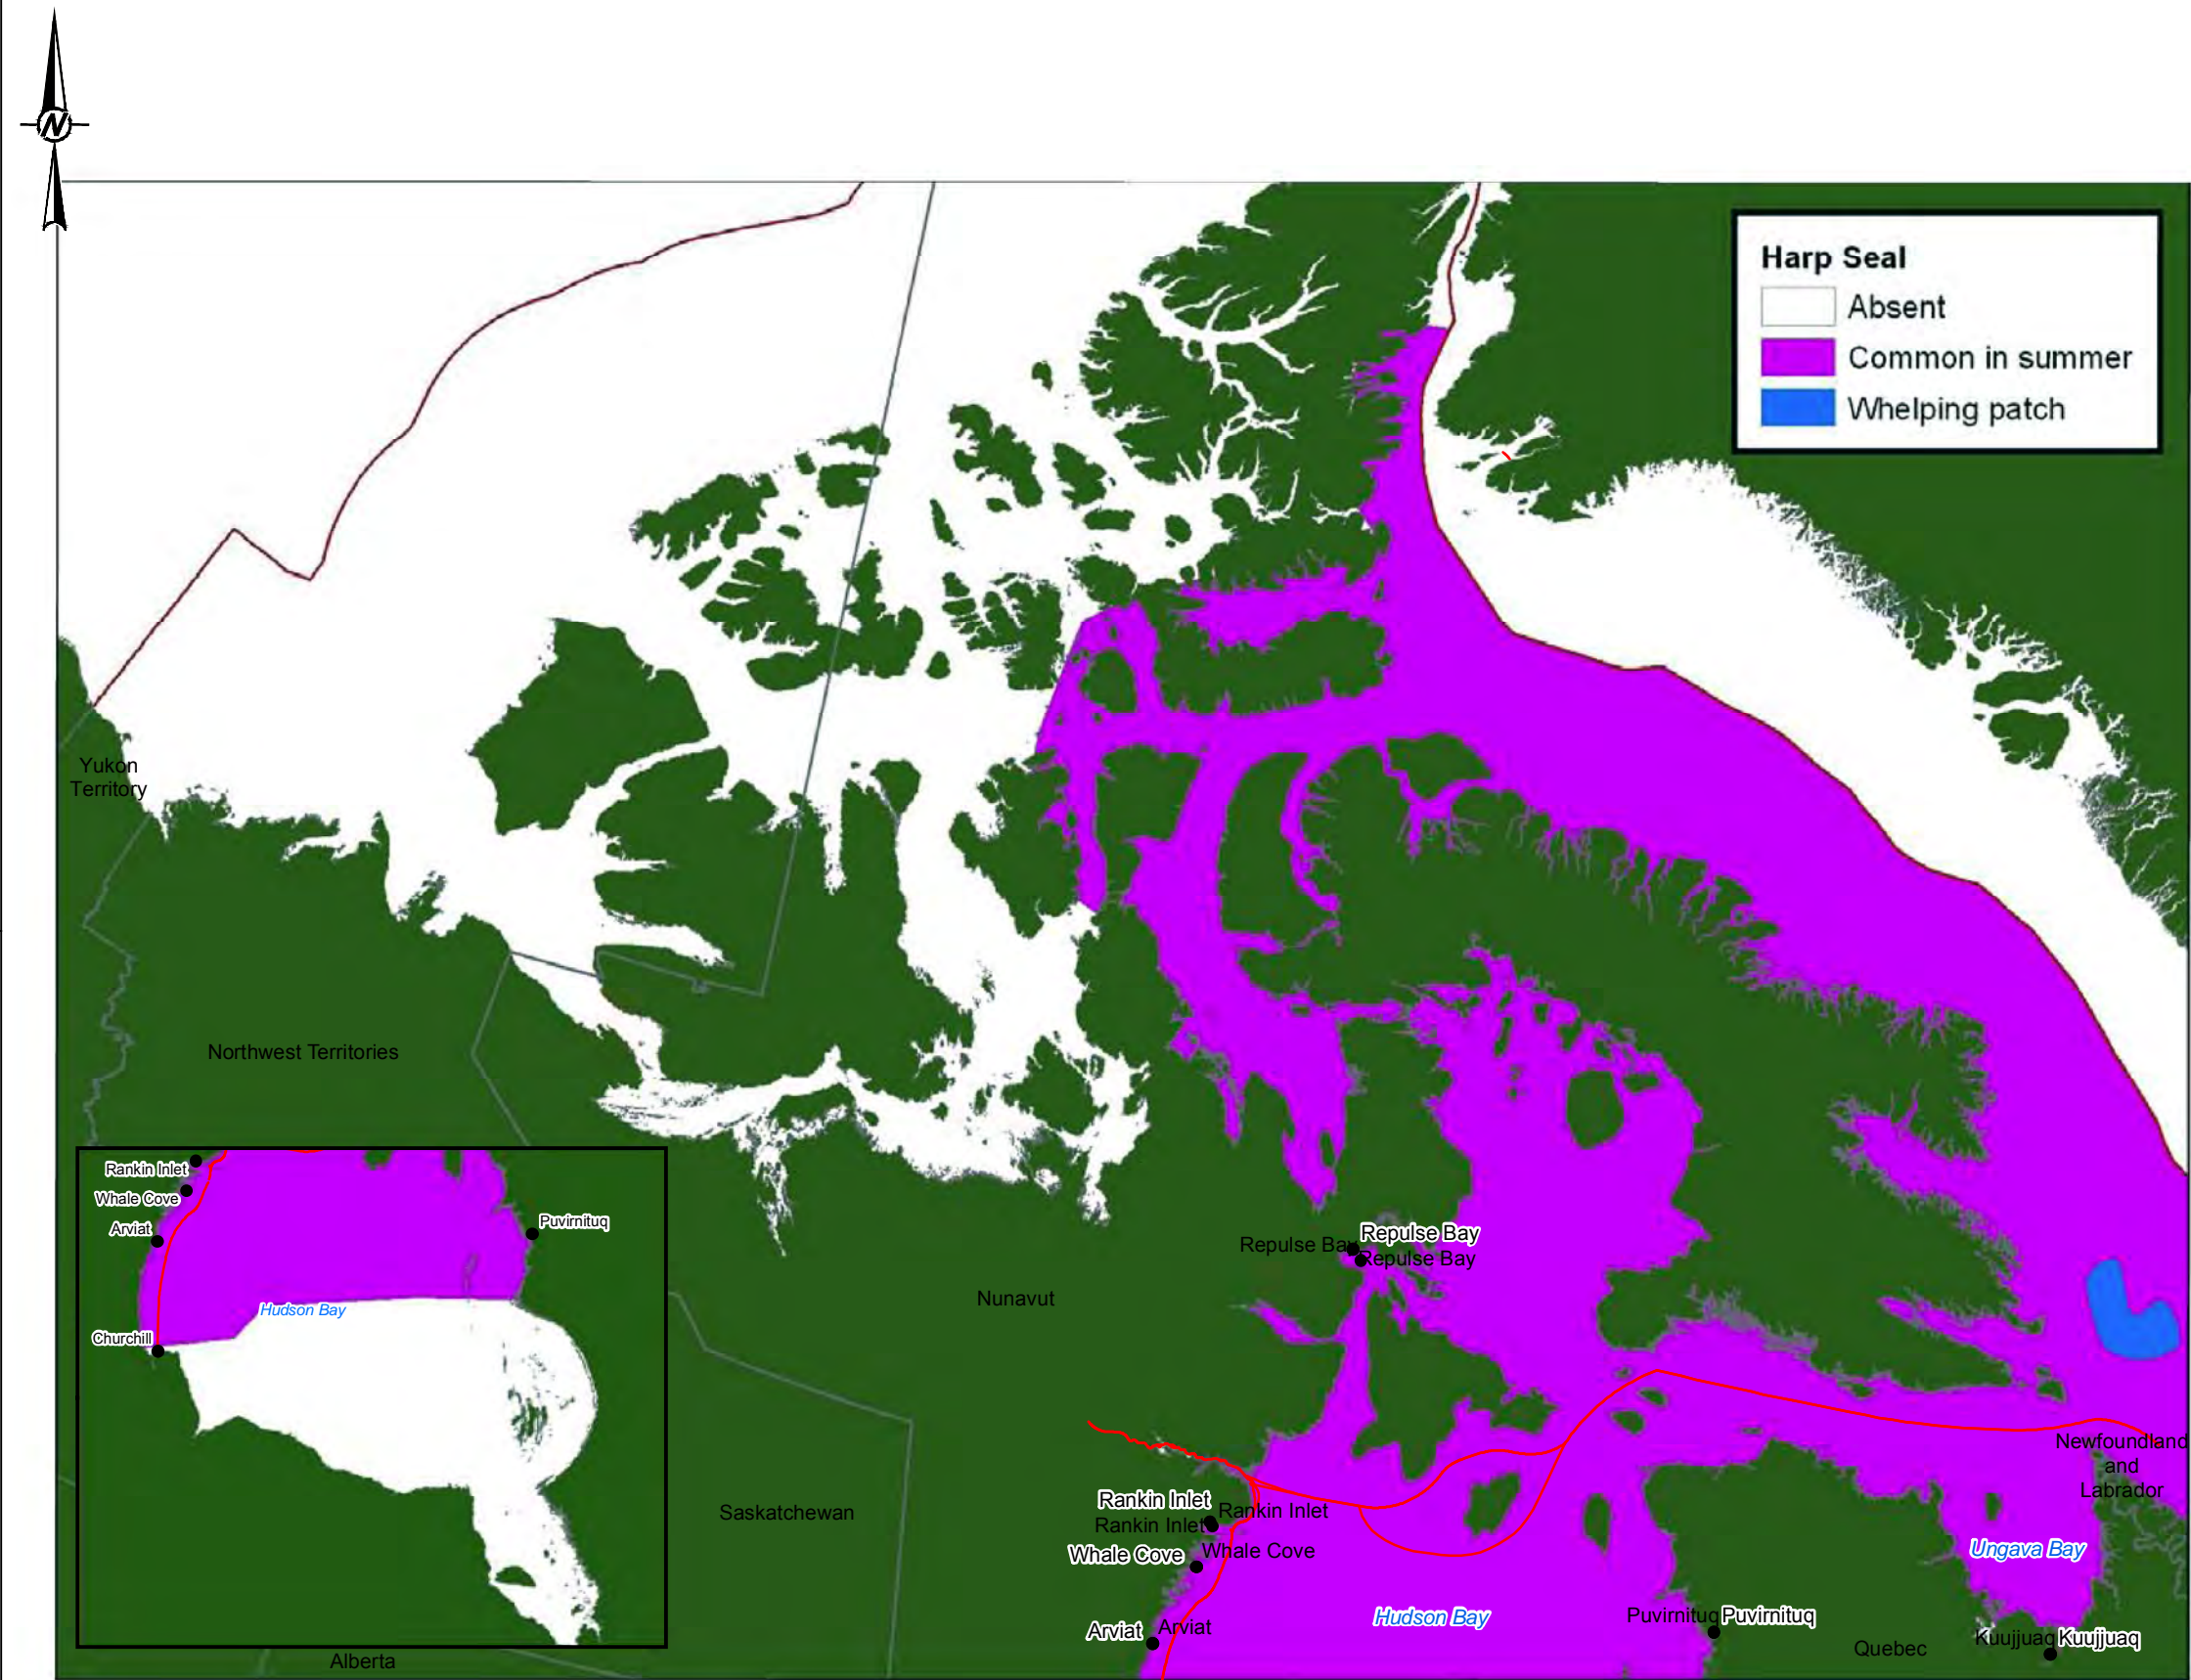 N
Harp Seal
Absent
Common in summer
Whelping patch
Yukon
Territory
Northwest Territories
Rankin Inlet
Whale Cove
Arviat
Puvirnituq
Hudson Bay
Churchill
Repulse Bay
Repulse Bay
Repulse Bay
Nunavut
Newfoundland
and
Labrador
Saskatchewan
Rankin Inlet
Rankin Inlet
Rankin Inlet
Whale Cove
Whale Cove
Ungava Bay
Hudson Bay
Arviat
Arviat
Puvirnituq
Puvirnituq
Quebec
Kuujjuaq
Kuujjuaq
Alberta